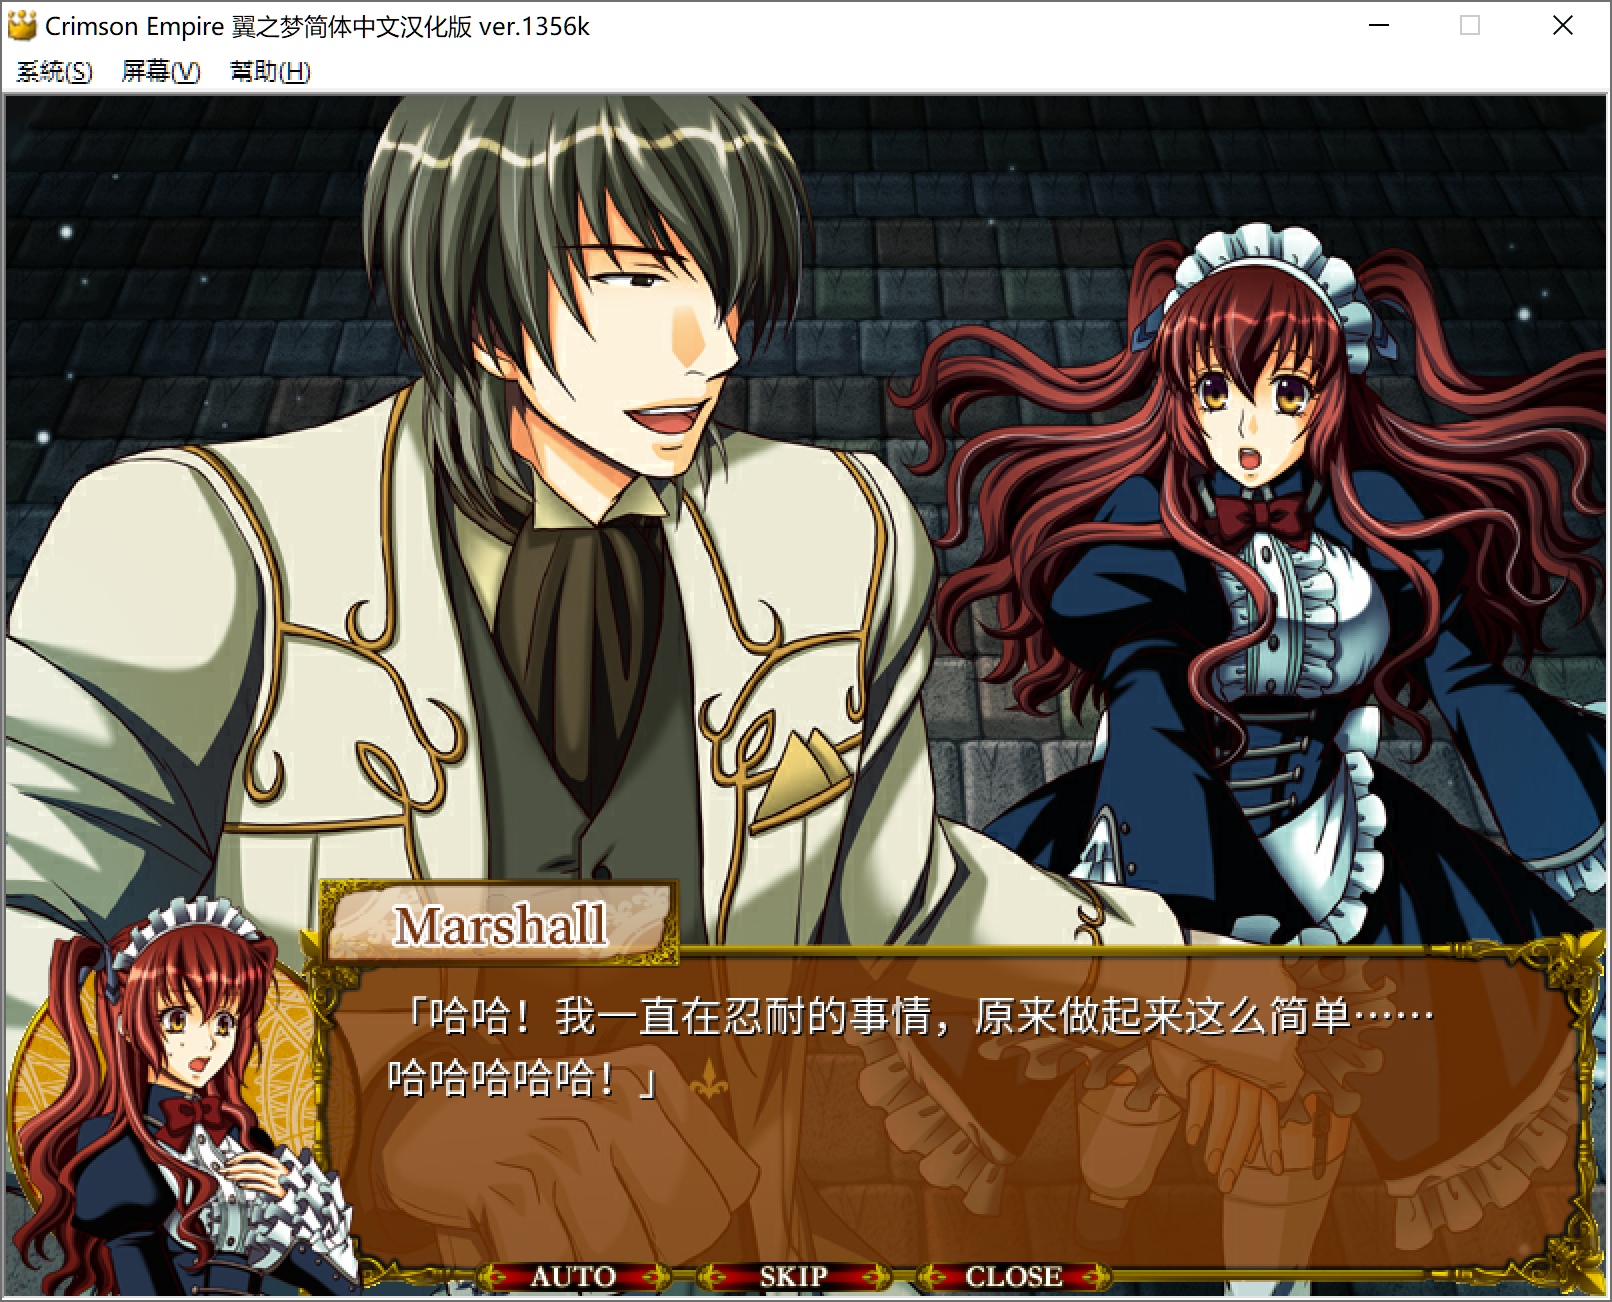 Crimson Empire 翼之梦简体中文汉化版 ver.1356k
系統(S) 屏幕(V) 幫助(H)
Marshall
「哈哈！我一直在忍耐的事情，原来做起来这么简单……
哈哈哈哈哈！」
AUTO SKIP CLOSE